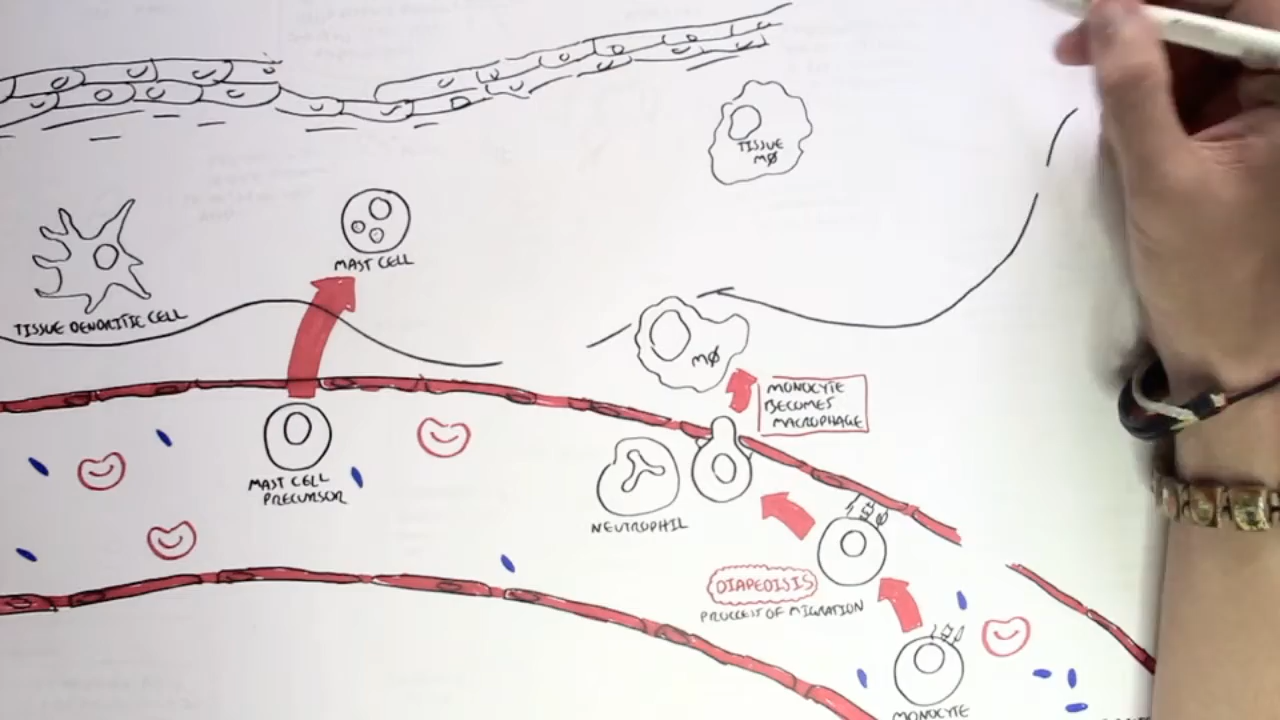 TISSUE
MØ
MAST CELL
TISSUE DENDRITIC CELL
MØ
MONOCYTE
BECOMES
MACROPHAGE
MAST CELL
PRECURSOR
NEUTROPHIL
DIAPEDISIS
PROCCESS OF MIGRATION
MONOCYTE